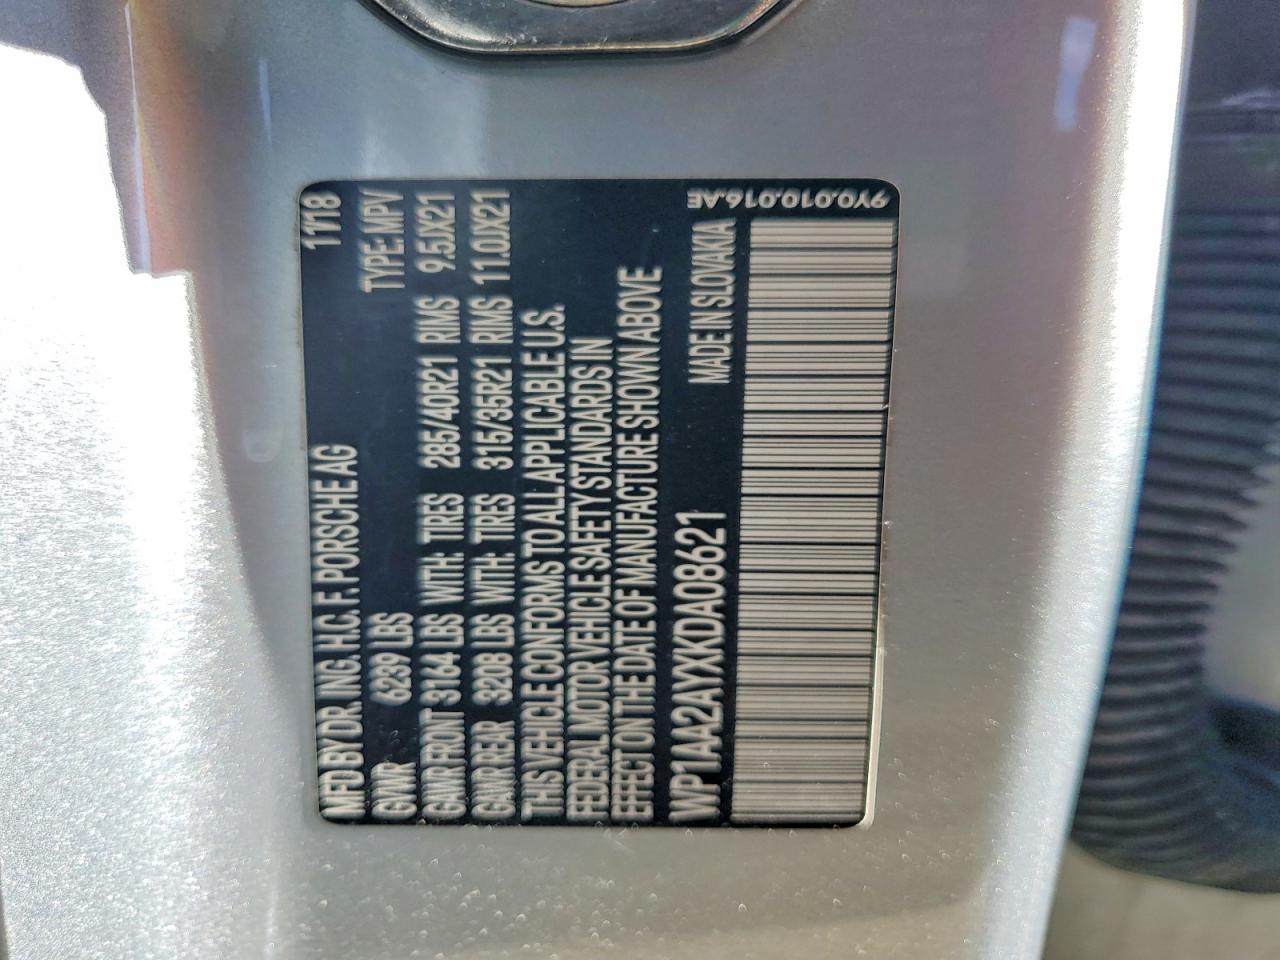 MFD BY DR. ING. H.C. F. PORSCHE AG 11/18
GVWR 6239 LBS TYPE: MPV
GAWR FRONT 3164 LBS WITH: TIRES 285/40R21 RIMS 9.5JX21
GAWR REAR 3208 LBS WITH: TIRES 315/35R21 RIMS 11.0JX21
THIS VEHICLE CONFORMS TO ALL APPLICABLE U.S.
FEDERAL MOTOR VEHICLE SAFETY STANDARDS IN
EFFECT ON THE DATE OF MANUFACTURE SHOWN ABOVE
WP1AA2AYXKDA08621 MADE IN SLOVAKIA
9Y0.010.016.AE